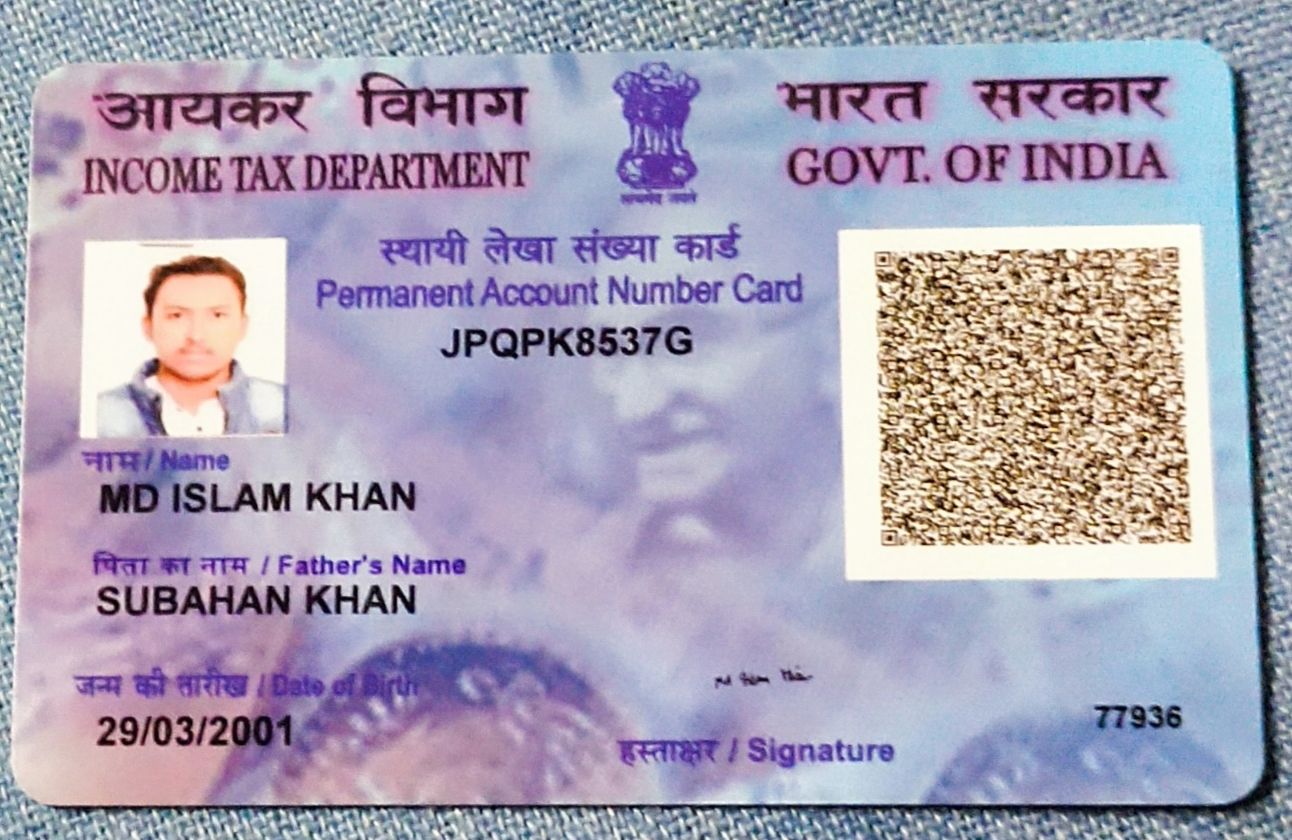 आयकर विभाग
INCOME TAX DEPARTMENT
भारत सरकार
GOVT. OF INDIA
सत्यमेव जयते
स्थायी लेखा संख्या कार्ड
Permanent Account Number Card
JPQPK8537G
नाम / Name
MD ISLAM KHAN
पिता का नाम / Father's Name
SUBAHAN KHAN
जन्म की तारीख / Date of Birth
29/03/2001
हस्ताक्षर / Signature
77936